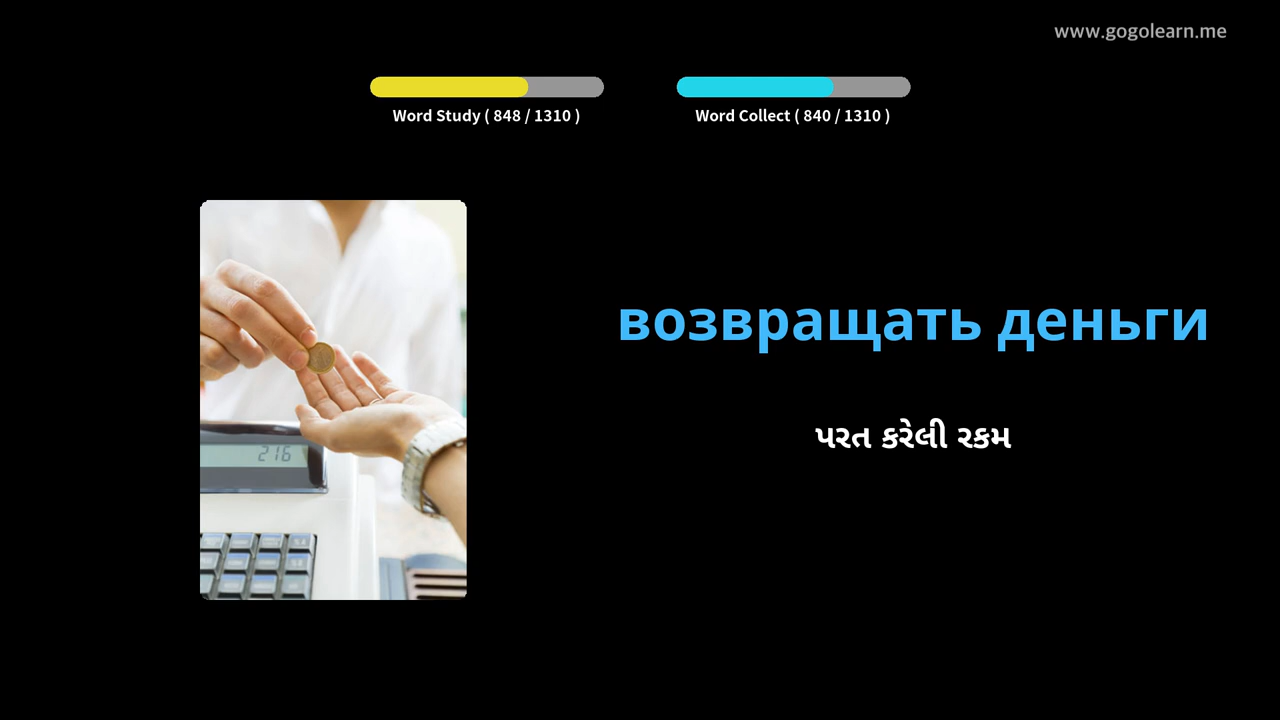 www.gogolearn.me
Word Study ( 848 / 1310 )
Word Collect ( 840 / 1310 )
возвращать деньги
પરત કરેલી રકમ
216